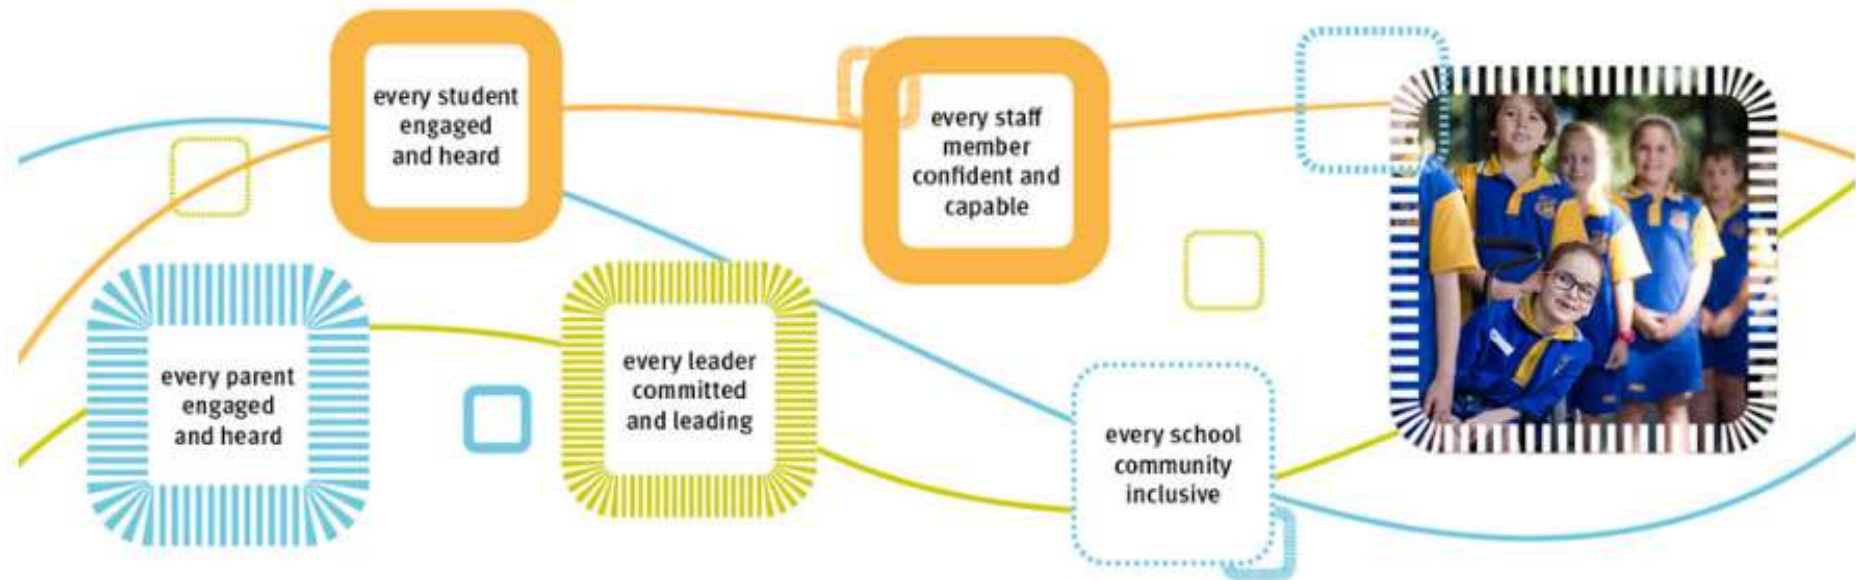 every student
engaged
and heard
every staff
member
confident and
capable
every parent
engaged
and heard
every leader
committed
and leading
every school
community
inclusive